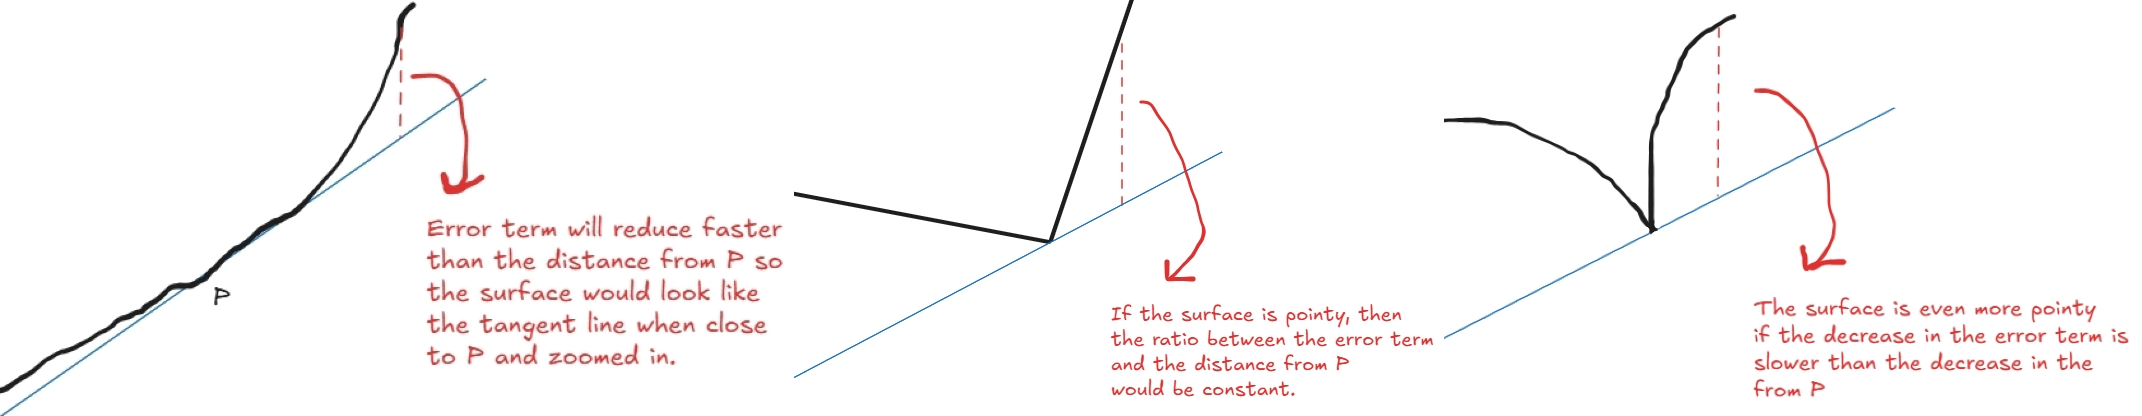 P
Error term will reduce faster
than the distance from P so
the surface would look like
the tangent line when close
to P and zoomed in.
If the surface is pointy, then
the ratio between the error term
and the distance from P
would be constant.
The surface is even more pointy
if the decrease in the error term is
slower than the decrease in the
from P